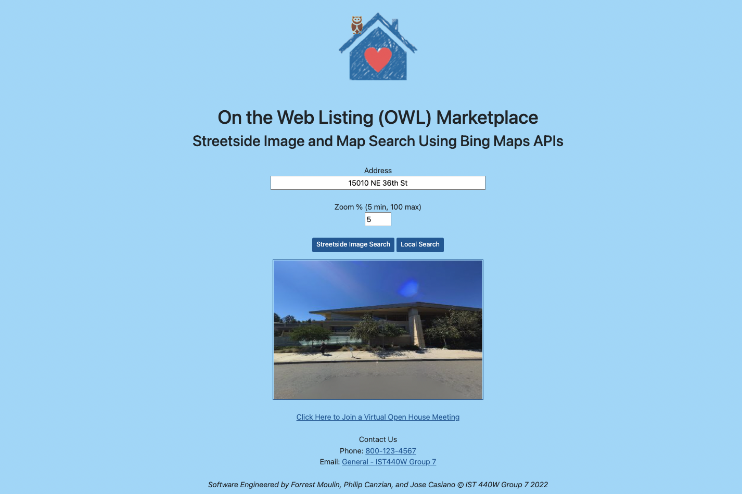 On the Web Listing (OWL) Marketplace
Streetside Image and Map Search Using Bing Maps APIs
Address
15010 NE 36th St
Zoom % (5 min, 100 max)
5
Streetside Image Search Local Search
Click Here to Join a Virtual Open House Meeting
Contact Us
Phone: 800-123-4567
Email: General - IST440W Group 7
Software Engineered by Forrest Moulin, Philip Canzian, and Jose Casiano © IST 440W Group 7 2022